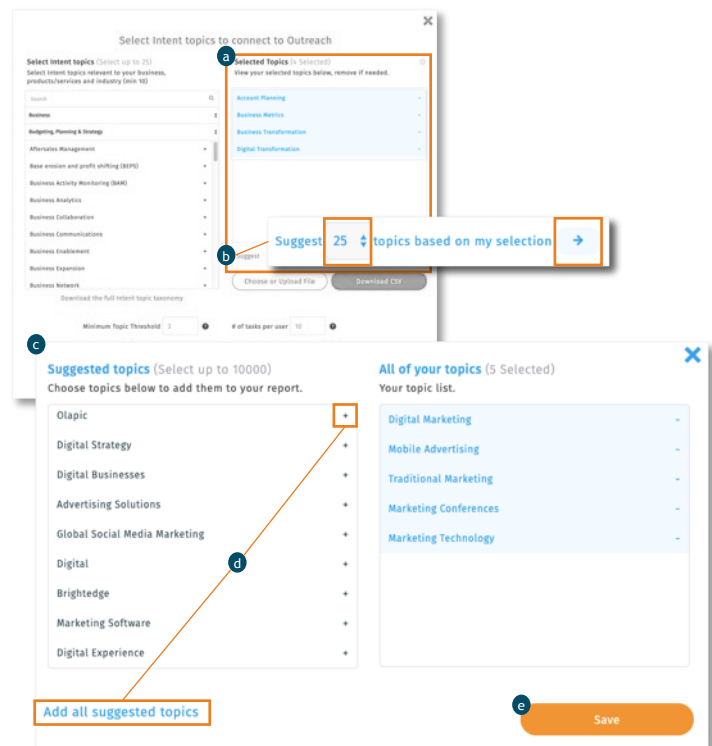 Select Intent topics to connect to Outreach
a
Select Intent topics (Select up to 25)
Select intent topics relevant to your business,
products/services and industry (min 10)
Search
Business
Budgeting, Planning & Strategy
Aftersales Management +
Base erosion and profit shifting (BEPS) +
Business Activity Monitoring (BAM) +
Business Analytics +
Business Collaboration +
Business Communications +
Business Enablement +
Business Expansion +
Business Network +
Download the full Intent topic taxonomy
Selected Topics (4 Selected)
View your selected topics below, remove if needed.
Account Planning -
Business Metrics -
Business Transformation -
Digital Transformation -
b
Suggest
Suggest 25 topics based on my selection →
Choose or Upload File
Download CSV
Minimum Topic Threshold 3 ?
# of tasks per user 10 ?
c
Suggested topics (Select up to 10000)
Choose topics below to add them to your report.
Olapic +
Digital Strategy +
Digital Businesses +
Advertising Solutions +
Global Social Media Marketing +
d
Digital +
Brightedge +
Marketing Software +
Digital Experience +
Add all suggested topics
All of your topics (5 Selected)
Your topic list.
Digital Marketing -
Mobile Advertising -
Traditional Marketing -
Marketing Conferences -
Marketing Technology -
e
Save